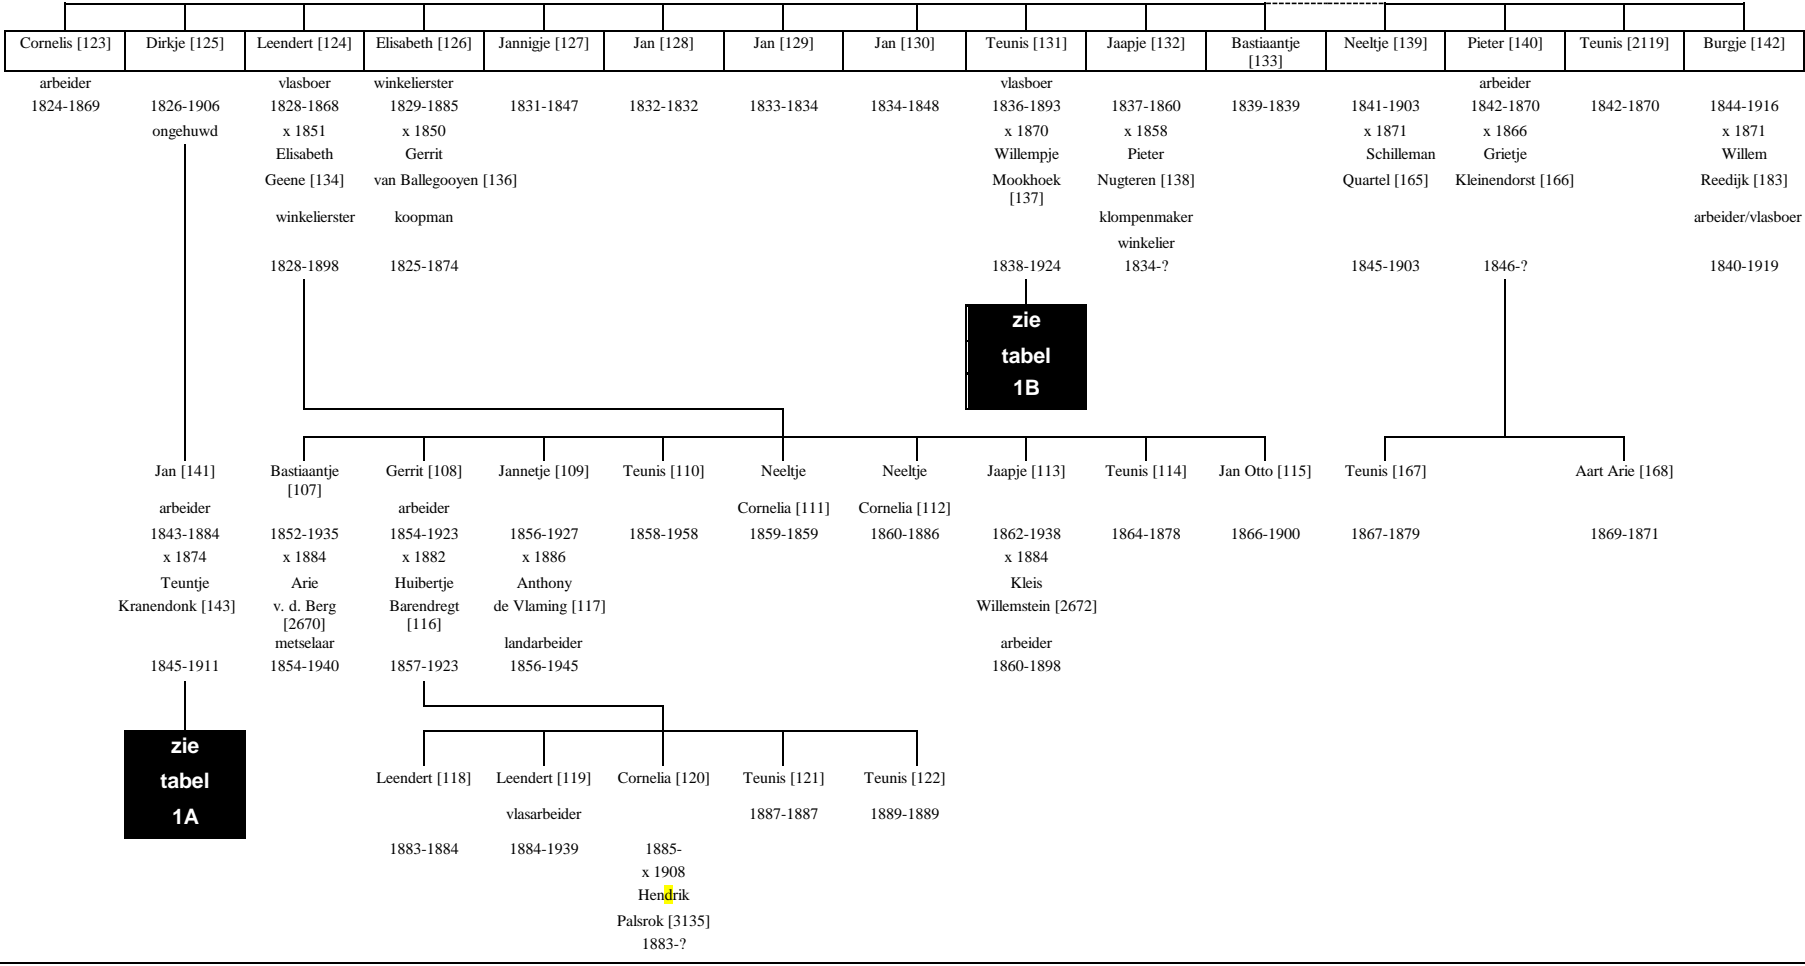 Cornelis [123] Dirkje [125] Leendert [124] Elisabeth [126] Jannigje [127] Jan [128] Jan [129] Jan [130] Teunis [131] Jaapje [132] Bastiaantje Neeltje [139] Pieter [140] Teunis [2119] Burgje [142]
[133]
arbeider vlasboer winkelierster vlasboer arbeider
1824-1869 1826-1906 1828-1868 1829-1885 1831-1847 1832-1832 1833-1834 1834-1848 1836-1893 1837-1860 1839-1839 1841-1903 1842-1870 1842-1870 1844-1916
ongehuwd x 1851 x 1850 x 1870 x 1858 x 1871 x 1866 x 1871
Elisabeth Gerrit Willempje Pieter Schilleman Grietje Willem
Geene [134] van Ballegooyen [136] Mookhoek Nugteren [138] Quartel [165] Kleinendorst [166] Reedijk [183]
[137]
winkelierster koopman klompenmaker arbeider/vlasboer
winkelier
1828-1898 1825-1874 1838-1924 1834-? 1845-1903 1846-? 1840-1919
zie
tabel
1B
Jan [141] Bastiaantje Gerrit [108] Jannetje [109] Teunis [110] Neeltje Neeltje Jaapje [113] Teunis [114] Jan Otto [115] Teunis [167] Aart Arie [168]
[107]
arbeider arbeider Cornelia [111] Cornelia [112]
1843-1884 1852-1935 1854-1923 1856-1927 1858-1958 1859-1859 1860-1886 1862-1938 1864-1878 1866-1900 1867-1879 1869-1871
x 1874 x 1884 x 1882 x 1886 x 1884
Teuntje Arie Huibertje Anthony Kleis
Kranendonk [143] v. d. Berg Barendregt de Vlaming [117] Willemstein [2672]
[2670] [116]
metselaar landarbeider arbeider
1845-1911 1854-1940 1857-1923 1856-1945 1860-1898
zie
tabel
1A
Leendert [118] Leendert [119] Cornelia [120] Teunis [121] Teunis [122]
vlasarbeider 1887-1887 1889-1889
1883-1884 1884-1939 1885-
x 1908
Hendrik
Palsrok [3135]
1883-?